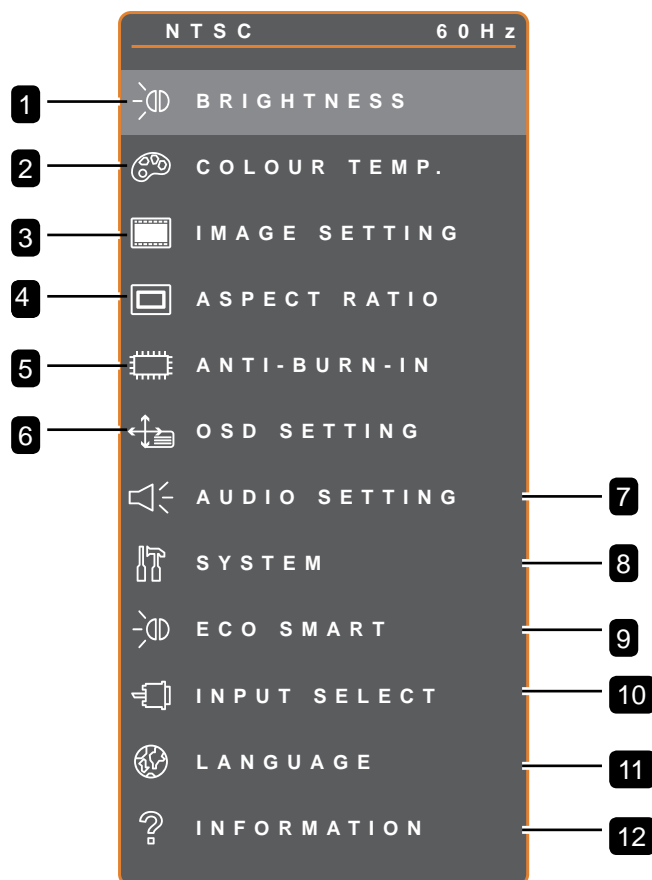 NTSC 60Hz
1 BRIGHTNESS
2 COLOUR TEMP.
3 IMAGE SETTING
4 ASPECT RATIO
5 ANTI-BURN-IN
6 OSD SETTING
AUDIO SETTING 7
SYSTEM 8
ECO SMART 9
INPUT SELECT 10
LANGUAGE 11
INFORMATION 12